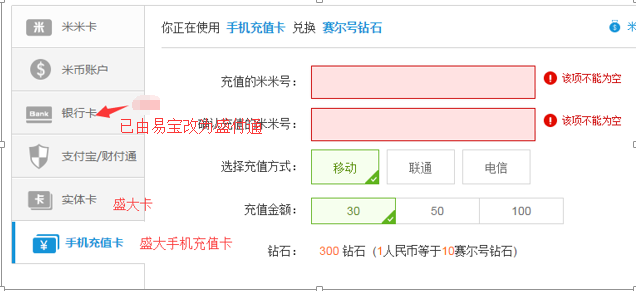 米米卡
米币账户
Bank 银行卡
已由易宝改为盛付通
支付宝/财付通
实体卡
盛大卡
手机充值卡
盛大手机充值卡
你正在使用 手机充值卡 兑换 赛尔号钻石
米
充值的米米号：
该项不能为空
确认充值的米米号：
该项不能为空
选择充值方式：
移动
联通
电信
充值金额：
30
50
100
钻石：
300 钻石（1人民币等于10赛尔号钻石）